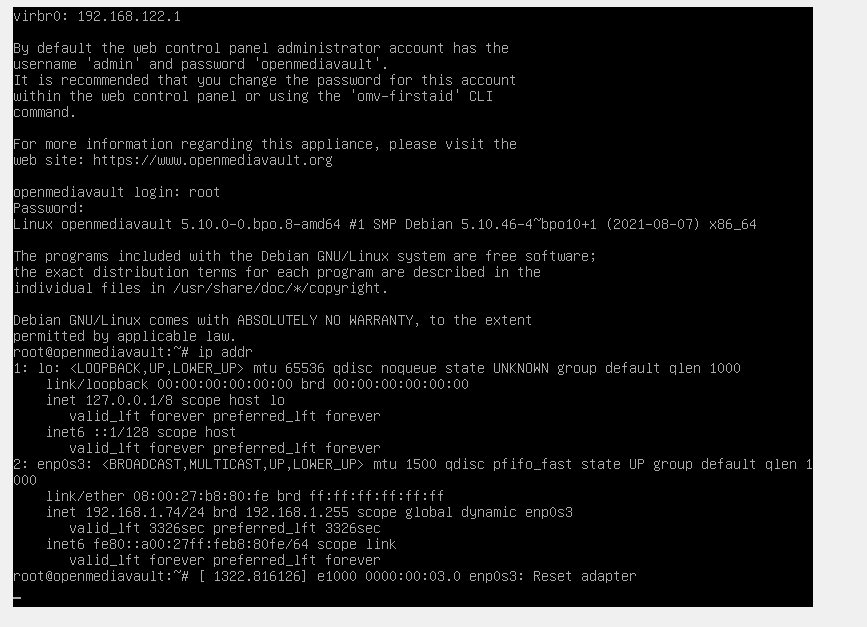 virbr0: 192.168.122.1
By default the web control panel administrator account has the
username 'admin' and password 'openmediavault'.
It is recommended that you change the password for this account
within the web control panel or using the 'omv-firstaid' CLI
command.
For more information regarding this appliance, please visit the
web site: https://www.openmediavault.org
openmediavault login: root
Password:
Linux openmediavault 5.10.0-0.bpo.8-amd64 #1 SMP Debian 5.10.46-4~bpo10+1 (2021-08-07) x86_64
The programs included with the Debian GNU/Linux system are free software;
the exact distribution terms for each program are described in the
individual files in /usr/share/doc/*/copyright.
Debian GNU/Linux comes with ABSOLUTELY NO WARRANTY, to the extent
permitted by applicable law.
root@openmediavault:~# ip addr
1: lo: <LOOPBACK,UP,LOWER_UP> mtu 65536 qdisc noqueue state UNKNOWN group default qlen 1000
    link/loopback 00:00:00:00:00:00 brd 00:00:00:00:00:00
    inet 127.0.0.1/8 scope host lo
       valid_lft forever preferred_lft forever
    inet6 ::1/128 scope host
       valid_lft forever preferred_lft forever
2: enp0s3: <BROADCAST,MULTICAST,UP,LOWER_UP> mtu 1500 qdisc pfifo_fast state UP group default qlen 1
000
    link/ether 08:00:27:b8:80:fe brd ff:ff:ff:ff:ff:ff
    inet 192.168.1.74/24 brd 192.168.1.255 scope global dynamic enp0s3
       valid_lft 3326sec preferred_lft 3326sec
    inet6 fe80::a00:27ff:feb8:80fe/64 scope link
       valid_lft forever preferred_lft forever
root@openmediavault:~# [ 1322.816126] e1000 0000:00:03.0 enp0s3: Reset adapter